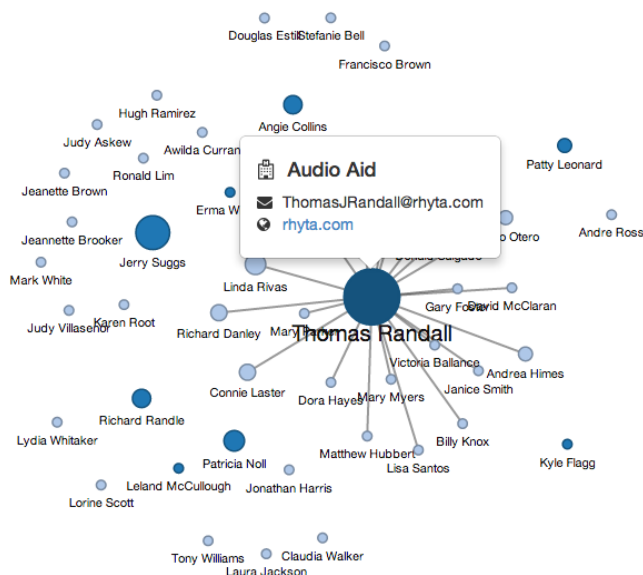 Douglas Estill
Stefanie Bell
Francisco Brown
Hugh Ramirez
Angie Collins
Judy Askew
Awilda Curran
Ronald Lim
Patty Leonard
Audio Aid
Jeanette Brown
ThomasJRandall@rhyta.com
Erma W
rhyta.com
Andre Ross
o Otero
Jeannette Brooker
Jerry Suggs
Mark White
Linda Rivas
Gary Foster
David McClaran
Judy Villasenor
Karen Root
Richard Danley
Mary
Thomas Randall
Victoria Ballance
Andrea Himes
Connie Laster
Dora Hayes
Mary Myers
Janice Smith
Richard Randle
Lydia Whitaker
Billy Knox
Matthew Hubbert
Lisa Santos
Patricia Noll
Kyle Flagg
Leland McCullough
Jonathan Harris
Lorine Scott
Tony Williams
Claudia Walker
Laura Jackson